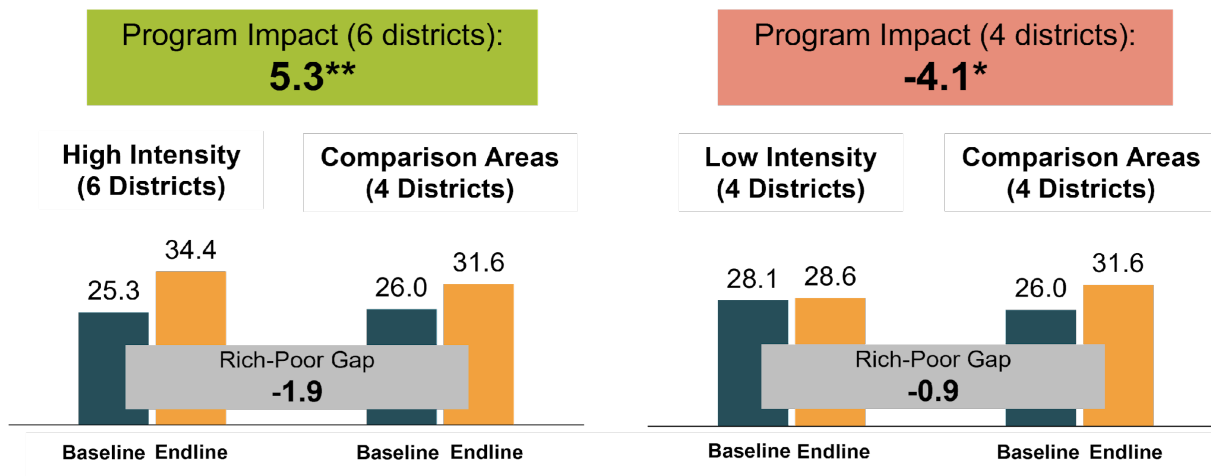 Program Impact (6 districts):
5.3**
High Intensity
(6 Districts)
Comparison Areas
(4 Districts)
25.3
34.4
26.0
31.6
Rich-Poor Gap
-1.9
Baseline Endline
Baseline Endline
Program Impact (4 districts):
-4.1*
Low Intensity
(4 Districts)
Comparison Areas
(4 Districts)
28.1
28.6
26.0
31.6
Rich-Poor Gap
-0.9
Baseline Endline
Baseline Endline